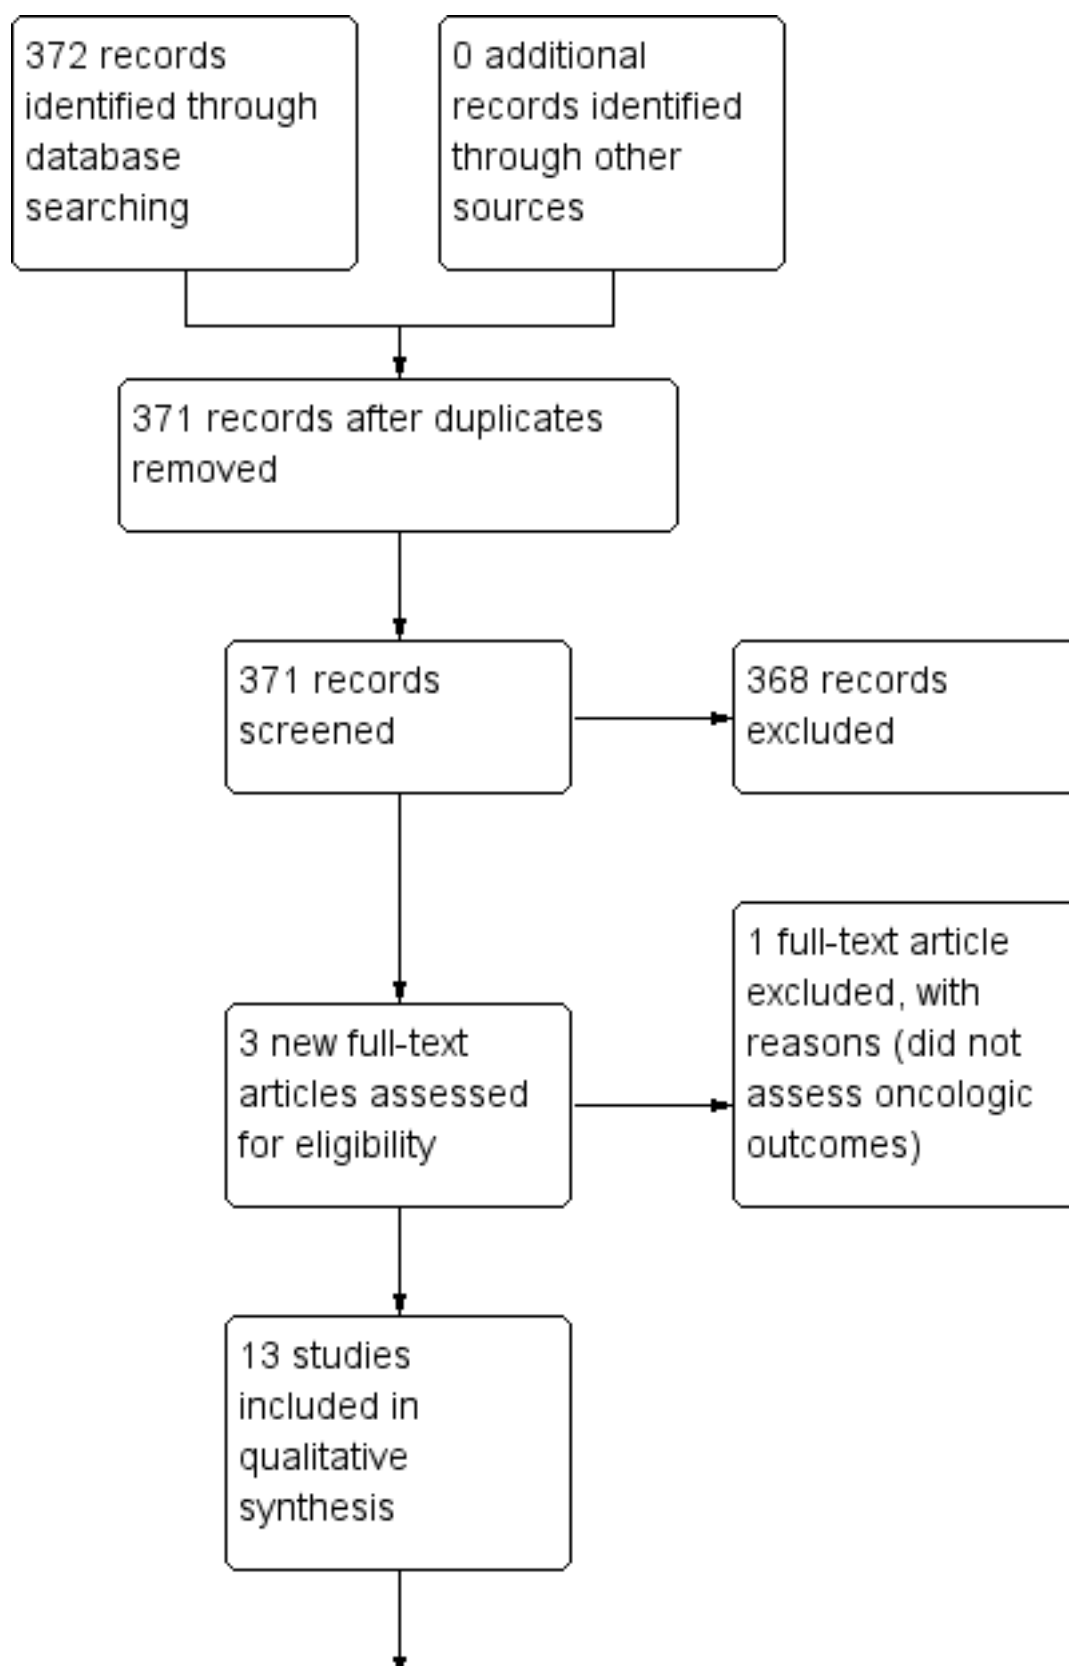 372 records
identified through
database
searching
0 additional
records identified
through other
sources
371 records after duplicates
removed
371 records
screened
368 records
excluded
3 new full-text
articles assessed
for eligibility
1 full-text article
excluded, with
reasons (did not
assess oncologic
outcomes)
13 studies
included in
qualitative
synthesis